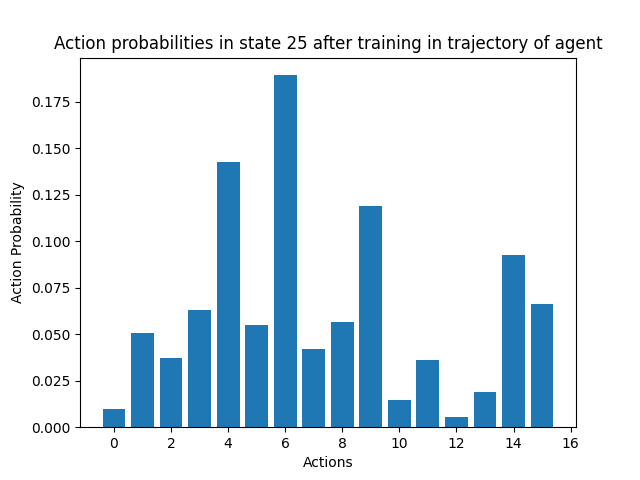 Action probabilities in state 25 after training in trajectory of agent
0.175
0.150
0.125
0.100
0.075
0.050
0.025
0.000
Action Probability
0 2 4 6 8 10 12 14 16
Actions